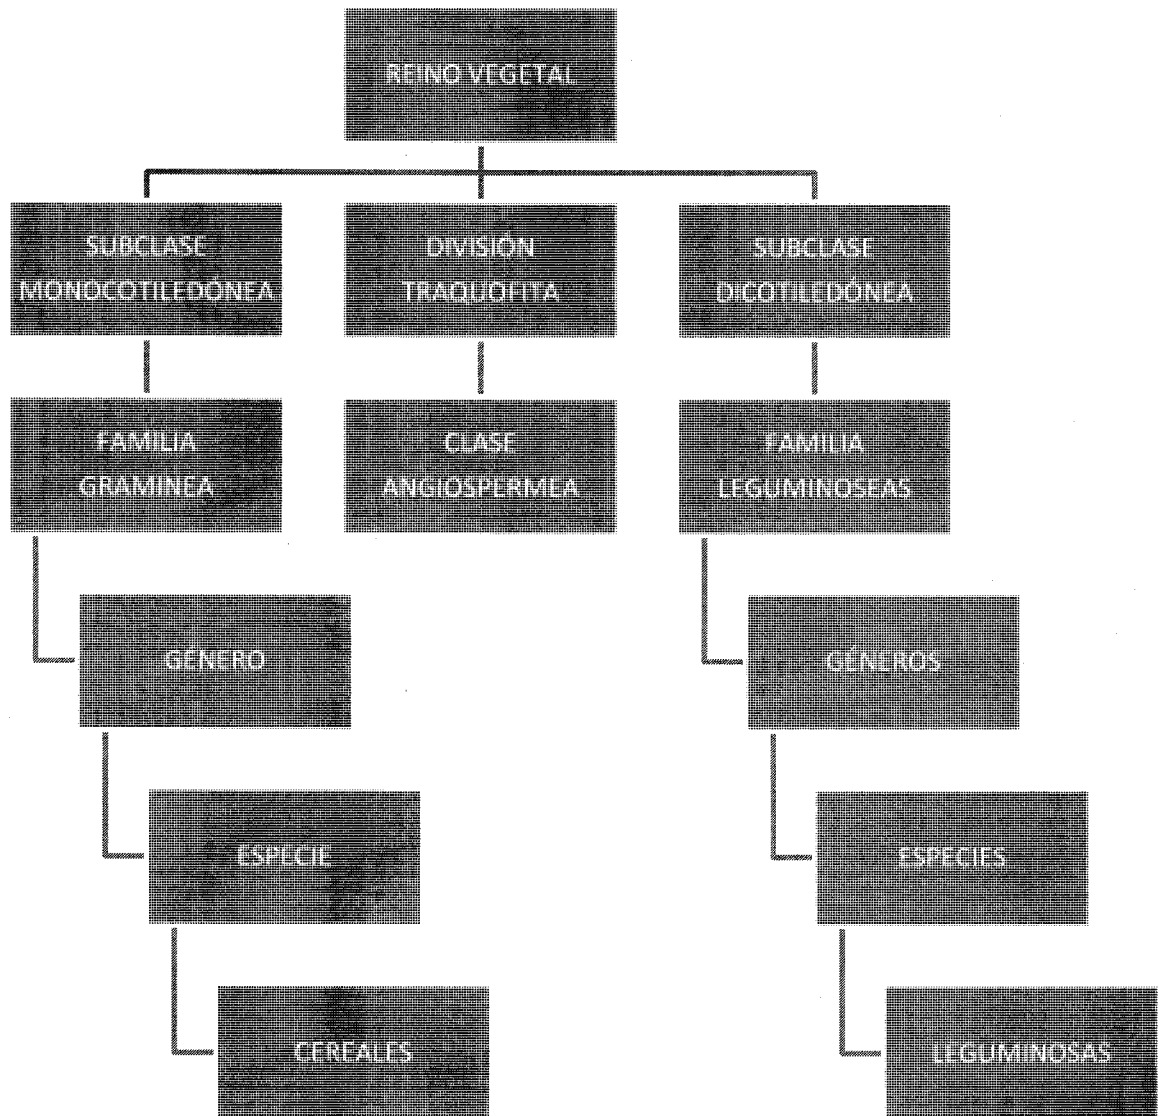 REINO VEGETAL
SUBCLASE
MONOCOTILEDÓNEA
DIVISIÓN
TRAQUOFITA
SUBCLASE
DICOTILEDÓNEA
FAMILIA
GRAMINEA
CLASE
ANGIOSPERMEA
FAMILIA
LEGUMINOSEAS
GÉNERO
GÉNEROS
ESPECIE
ESPECIES
CEREALES
LEGUMINOSAS